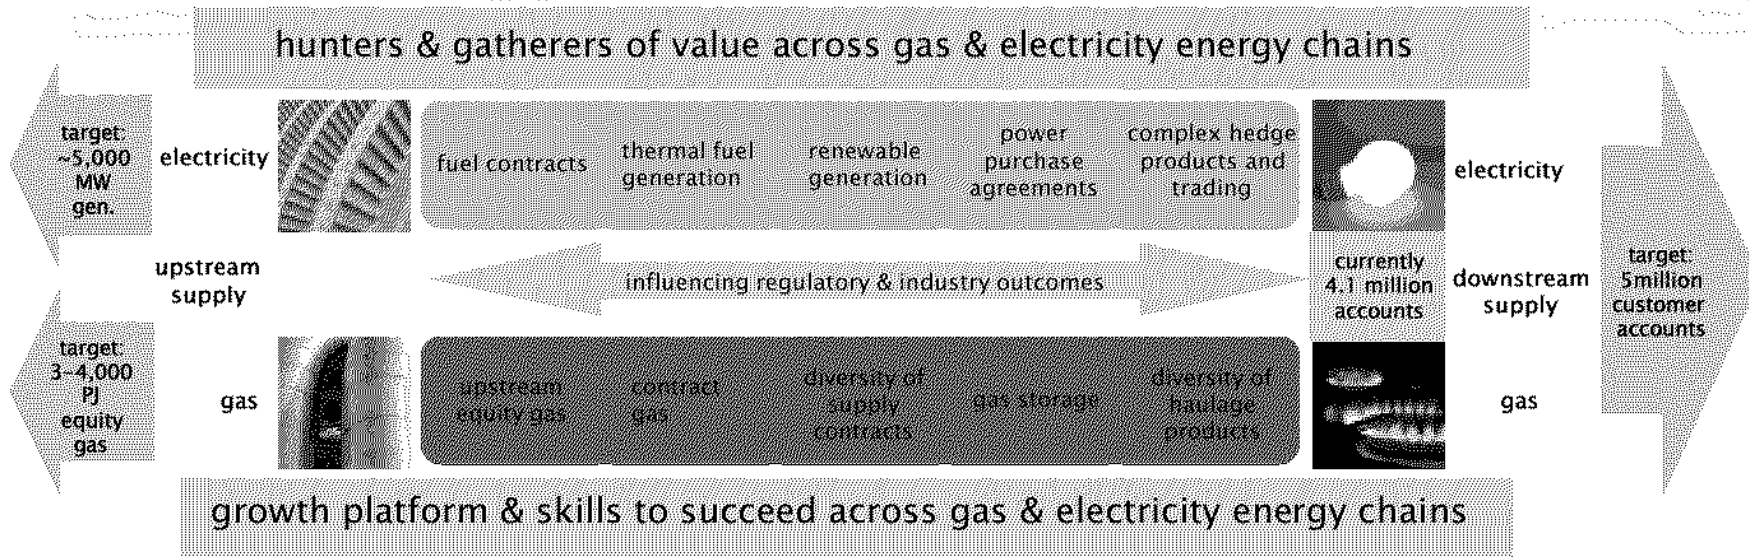 hunters & gatherers of value across gas & electricity energy chains
target:
~5,000
MW
gen.
electricity
fuel contracts
thermal fuel
generation
renewable
generation
power
purchase
agreements
complex hedge
products and
trading
electricity
upstream
supply
influencing regulatory & industry outcomes
currently
4.1 million
accounts
downstream
supply
target:
5million
customer
accounts
target:
3-4,000
PJ
equity
gas
gas
upstream
equity gas
contract
gas
diversity of
supply
contracts
gas storage
diversity of
haulage
products
gas
growth platform & skills to succeed across gas & electricity energy chains